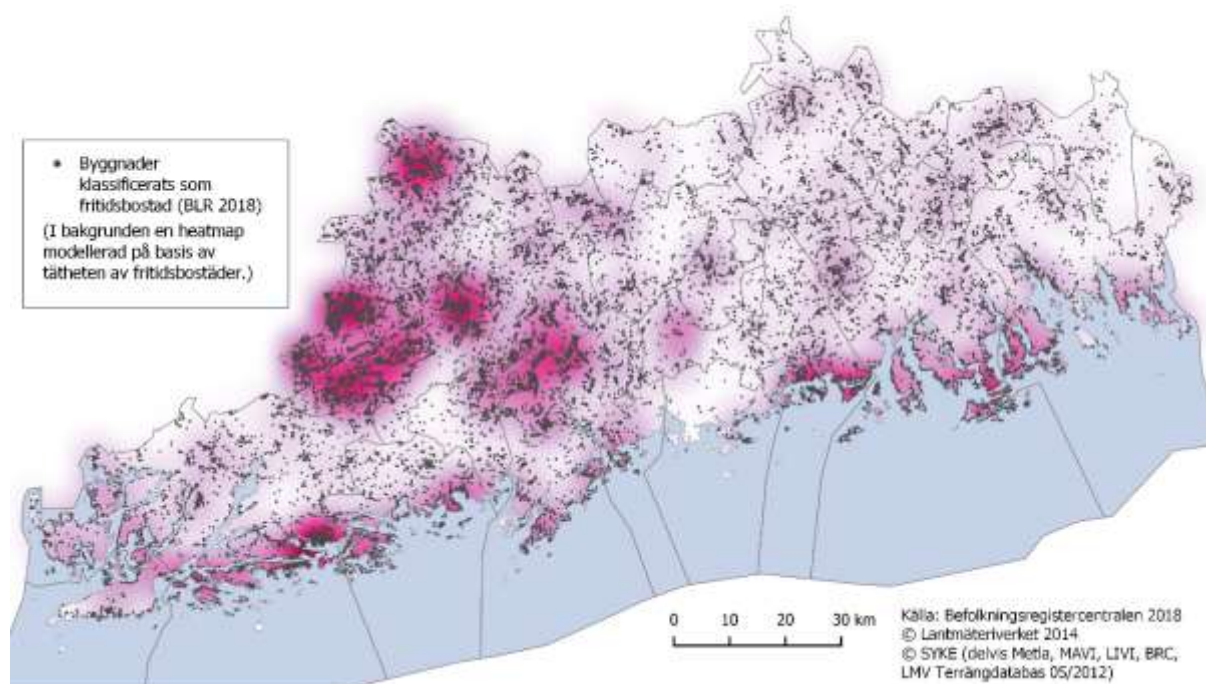 Byggnader
klassificerats som
fritidsbostad (BLR 2018)
(I bakgrunden en heatmap
modellerad på basis av
tätheten av fritidsbostäder.)
0 10 20 30 km
Källa: Befolkningsregistercentralen 2018
© Lantmäteriverket 2014
© SYKE (delvis Metla, MAVI, LIVI, BRC,
LMV Terrängdatabas 05/2012)